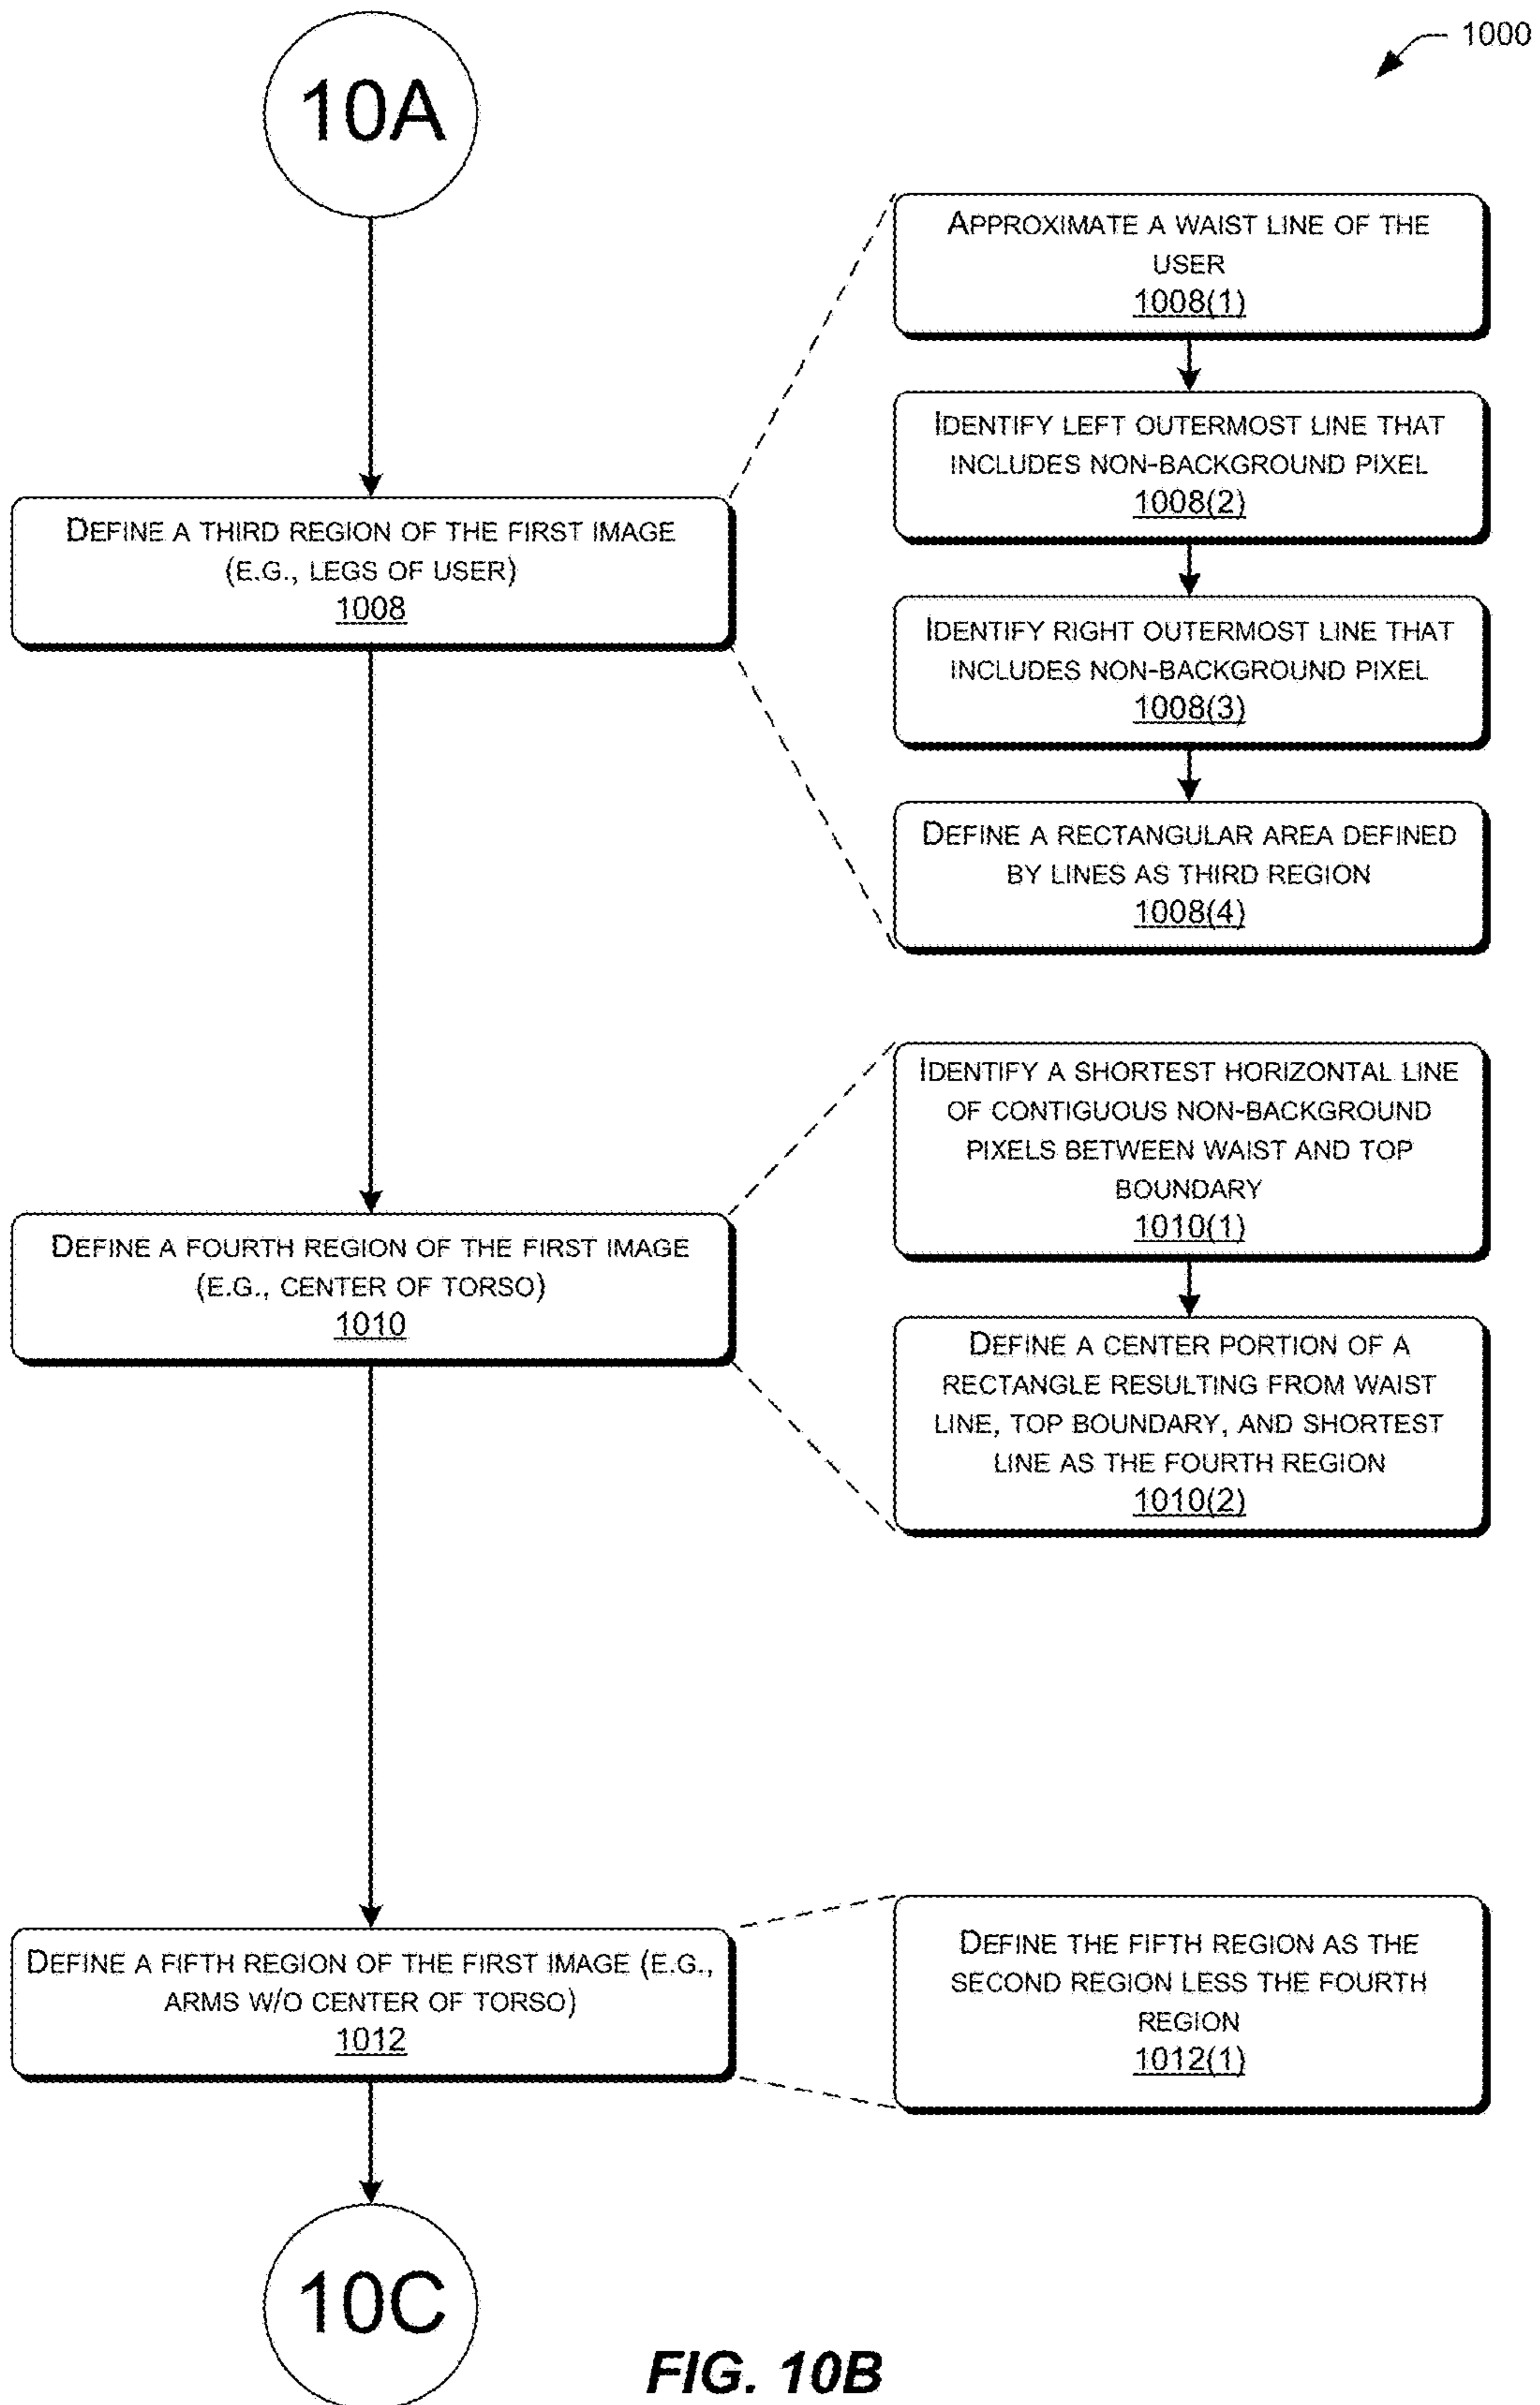 1000
10A
APPROXIMATE A WAIST LINE OF THE
USER
1008(1)
IDENTIFY LEFT OUTERMOST LINE THAT
INCLUDES NON-BACKGROUND PIXEL
1008(2)
DEFINE A THIRD REGION OF THE FIRST IMAGE
(E.G., LEGS OF USER)
1008
IDENTIFY RIGHT OUTERMOST LINE THAT
INCLUDES NON-BACKGROUND PIXEL
1008(3)
DEFINE A RECTANGULAR AREA DEFINED
BY LINES AS THIRD REGION
1008(4)
IDENTIFY A SHORTEST HORIZONTAL LINE
OF CONTIGUOUS NON-BACKGROUND
PIXELS BETWEEN WAIST AND TOP
BOUNDARY
1010(1)
DEFINE A FOURTH REGION OF THE FIRST IMAGE
(E.G., CENTER OF TORSO)
1010
DEFINE A CENTER PORTION OF A
RECTANGLE RESULTING FROM WAIST
LINE, TOP BOUNDARY, AND SHORTEST
LINE AS THE FOURTH REGION
1010(2)
DEFINE A FIFTH REGION OF THE FIRST IMAGE (E.G.,
ARMS W/O CENTER OF TORSO)
1012
DEFINE THE FIFTH REGION AS THE
SECOND REGION LESS THE FOURTH
REGION
1012(1)
10C
FIG. 10B